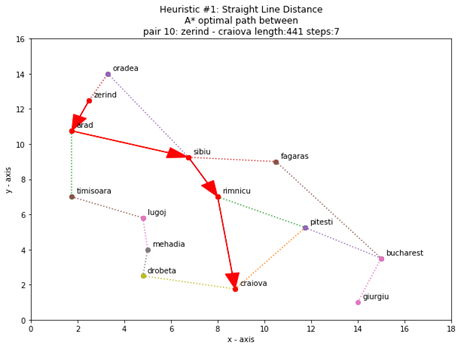 Heuristic #1: Straight Line Distance
A* optimal path between
pair 10: zerind - craiova length:441 steps:7
16
14
12
10
8
6
4
2
0
y - axis
oradea
zerind
arad
sibiu
fagaras
timisoara
rimnicu
lugoj
pitesti
mehadia
bucharest
drobeta
craiova
giurgiu
0 2 4 6 8 10 12 14 16 18
x - axis